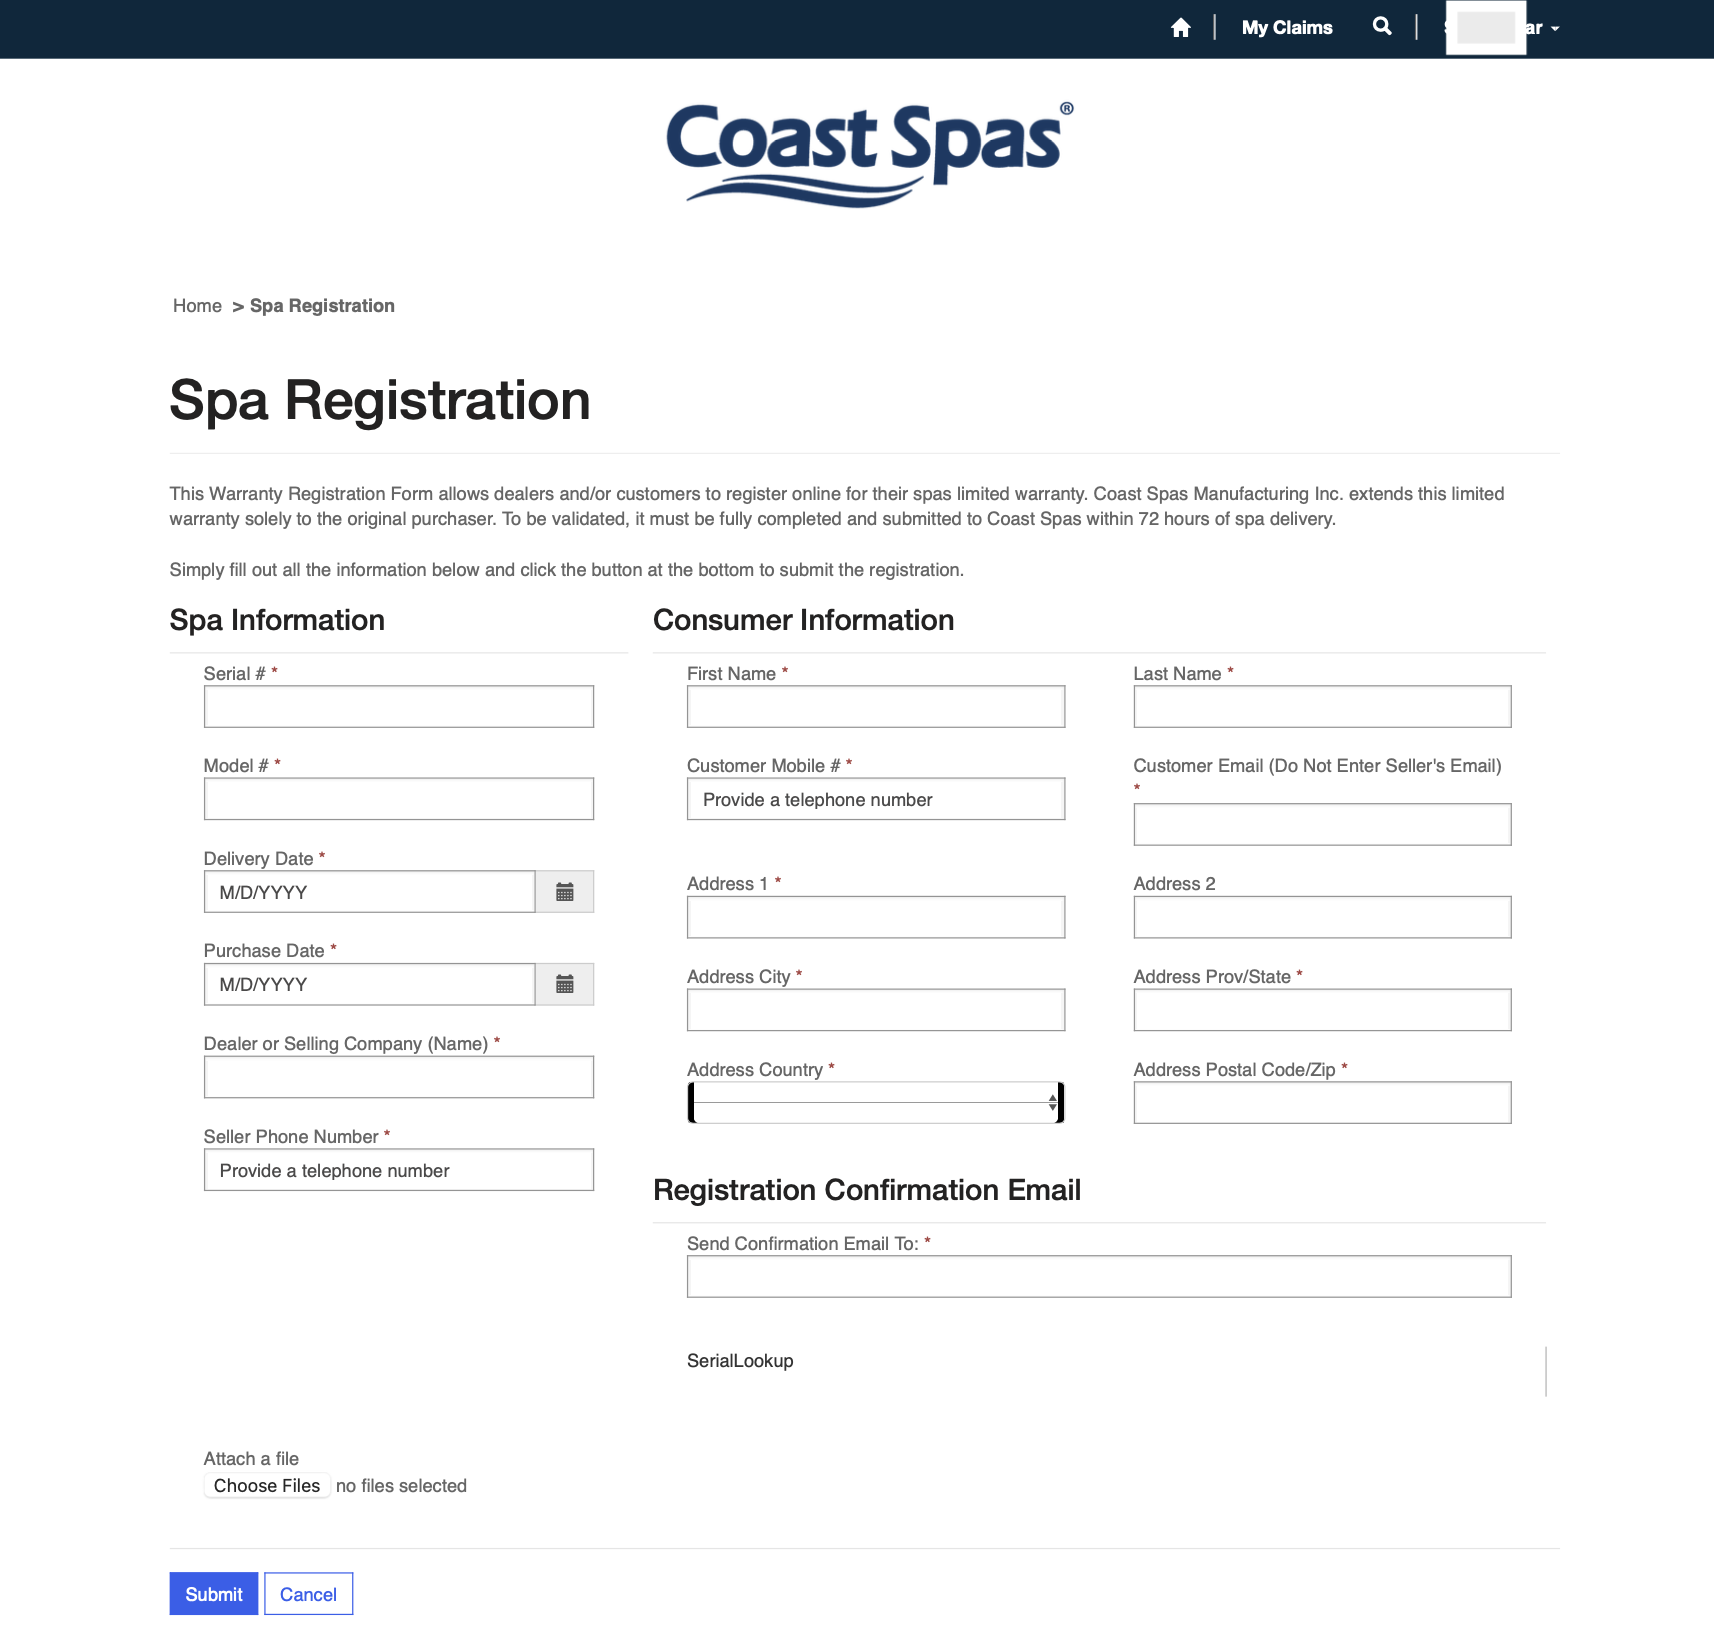 My Claims
ar
Coast Spas®
Home > Spa Registration
Spa Registration
This Warranty Registration Form allows dealers and/or customers to register online for their spas limited warranty. Coast Spas Manufacturing Inc. extends this limited
warranty solely to the original purchaser. To be validated, it must be fully completed and submitted to Coast Spas within 72 hours of spa delivery.
Simply fill out all the information below and click the button at the bottom to submit the registration.
Spa Information
Serial # *
Model # *
Delivery Date *
M/D/YYYY
Purchase Date *
M/D/YYYY
Dealer or Selling Company (Name) *
Seller Phone Number *
Provide a telephone number
Consumer Information
First Name *
Last Name *
Customer Mobile # *
Provide a telephone number
Customer Email (Do Not Enter Seller's Email)
*
Address 1 *
Address 2
Address City *
Address Prov/State *
Address Country *
Address Postal Code/Zip *
Registration Confirmation Email
Send Confirmation Email To: *
SerialLookup
Attach a file
Choose Files no files selected
Submit
Cancel